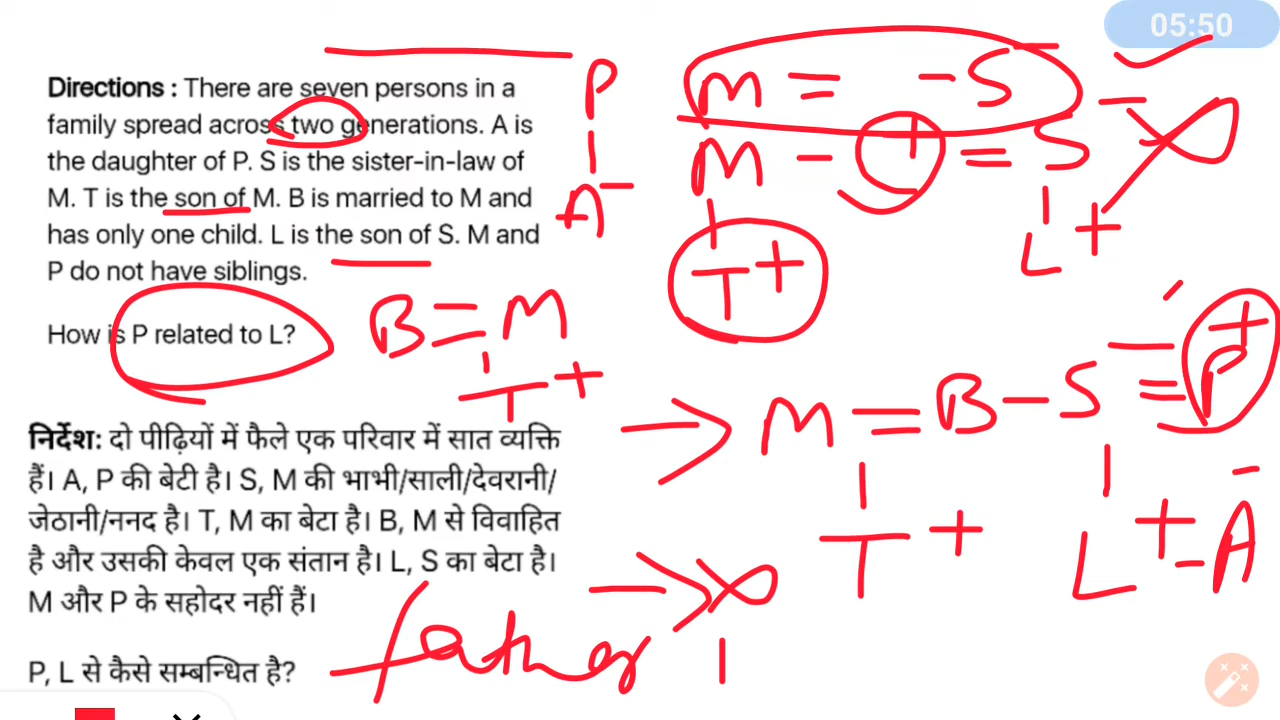 05:50
Directions : There are seven persons in a
family spread across two generations. A is
the daughter of P. S is the sister-in-law of
M. T is the son of M. B is married to M and
has only one child. L is the son of S. M and
P do not have siblings.
How is P related to L?
निर्देश: दो पीढ़ियों में फैले एक परिवार में सात व्यक्ति
हैं। A, P की बेटी है। S, M की भाभी/साली/देवरानी/
जेठानी/ननद है। T, M का बेटा है। B, M से विवाहित
है और उसकी केवल एक संतान है। L, S का बेटा है।
M और P के सहोदर नहीं हैं।
P, L से कैसे सम्बन्धित है?
P
A -
M = - S
M - + = S
T +
L +
B = M
T +
M = B - S = P +
T +
L + - A -
father